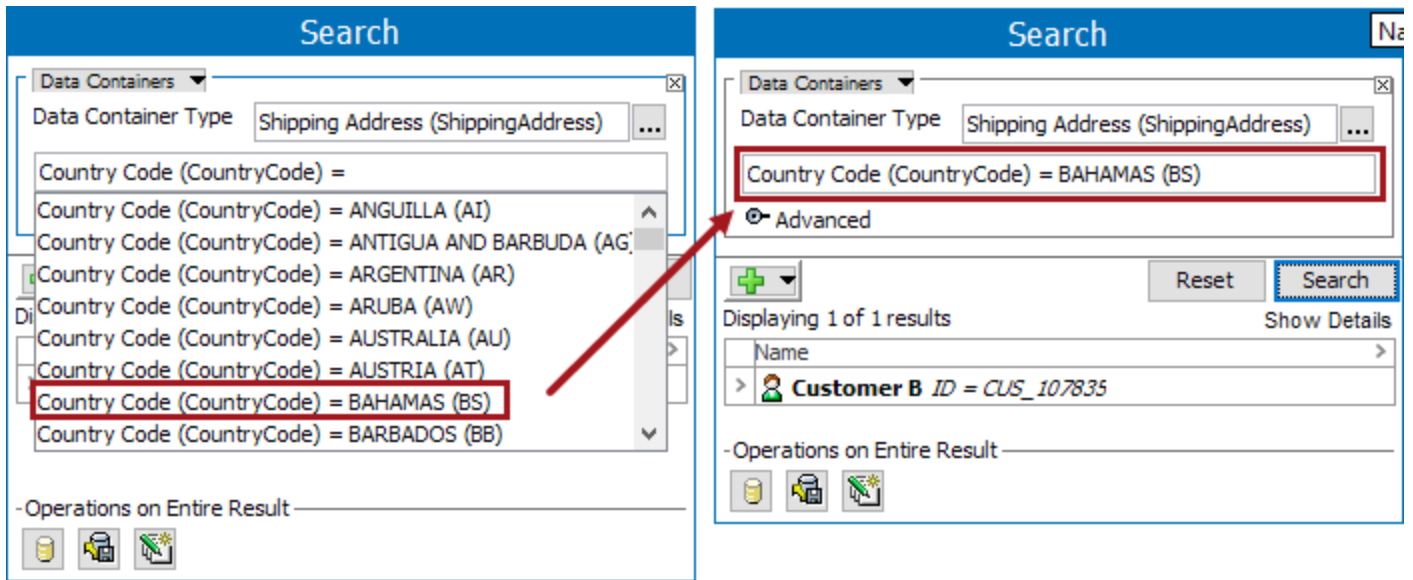 Search
Data Containers
Data Container Type Shipping Address (ShippingAddress) ...
Country Code (CountryCode) =
Country Code (CountryCode) = ANGUILLA (AI)
Country Code (CountryCode) = ANTIGUA AND BARBUDA (AG)
Country Code (CountryCode) = ARGENTINA (AR)
Country Code (CountryCode) = ARUBA (AW)
Country Code (CountryCode) = AUSTRALIA (AU)
Country Code (CountryCode) = AUSTRIA (AT)
Country Code (CountryCode) = BAHAMAS (BS)
Country Code (CountryCode) = BARBADOS (BB)
Di
ls
Operations on Entire Result
Search
Na
Data Containers
Data Container Type Shipping Address (ShippingAddress) ...
Country Code (CountryCode) = BAHAMAS (BS)
Advanced
Reset Search
Displaying 1 of 1 results Show Details
Name >
> Customer B ID = CUS_107835
Operations on Entire Result